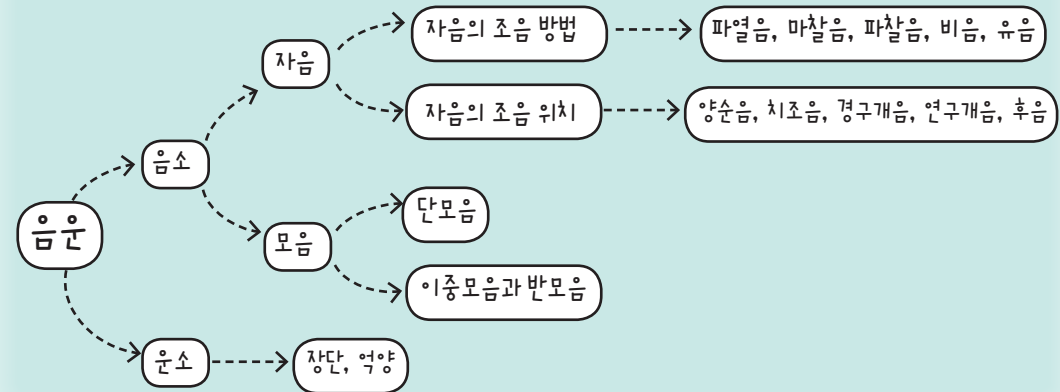 음운
음소
자음
자음의 조음 방법
파열음, 마찰음, 파찰음, 비음, 유음
자음의 조음 위치
양순음, 치조음, 경구개음, 연구개음, 후음
모음
단모음
이중모음과 반모음
운소
장단, 억양